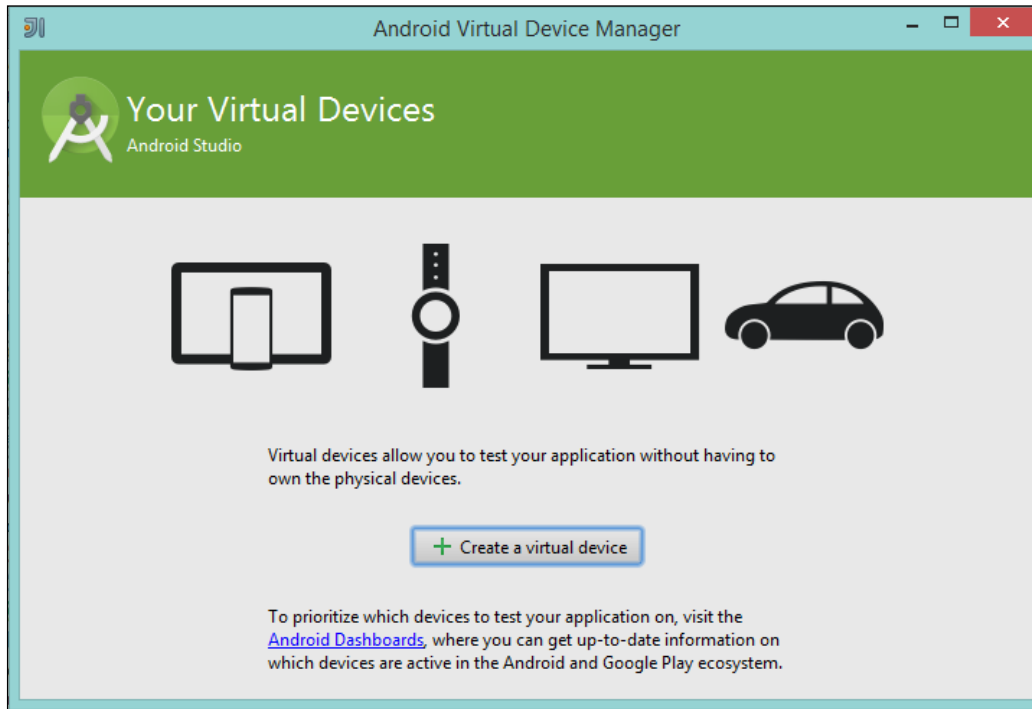 Android Virtual Device Manager
Your Virtual Devices
Android Studio
Virtual devices allow you to test your application without having to
own the physical devices.
Create a virtual device
To prioritize which devices to test your application on, visit the
Android Dashboards, where you can get up-to-date information on
which devices are active in the Android and Google Play ecosystem.